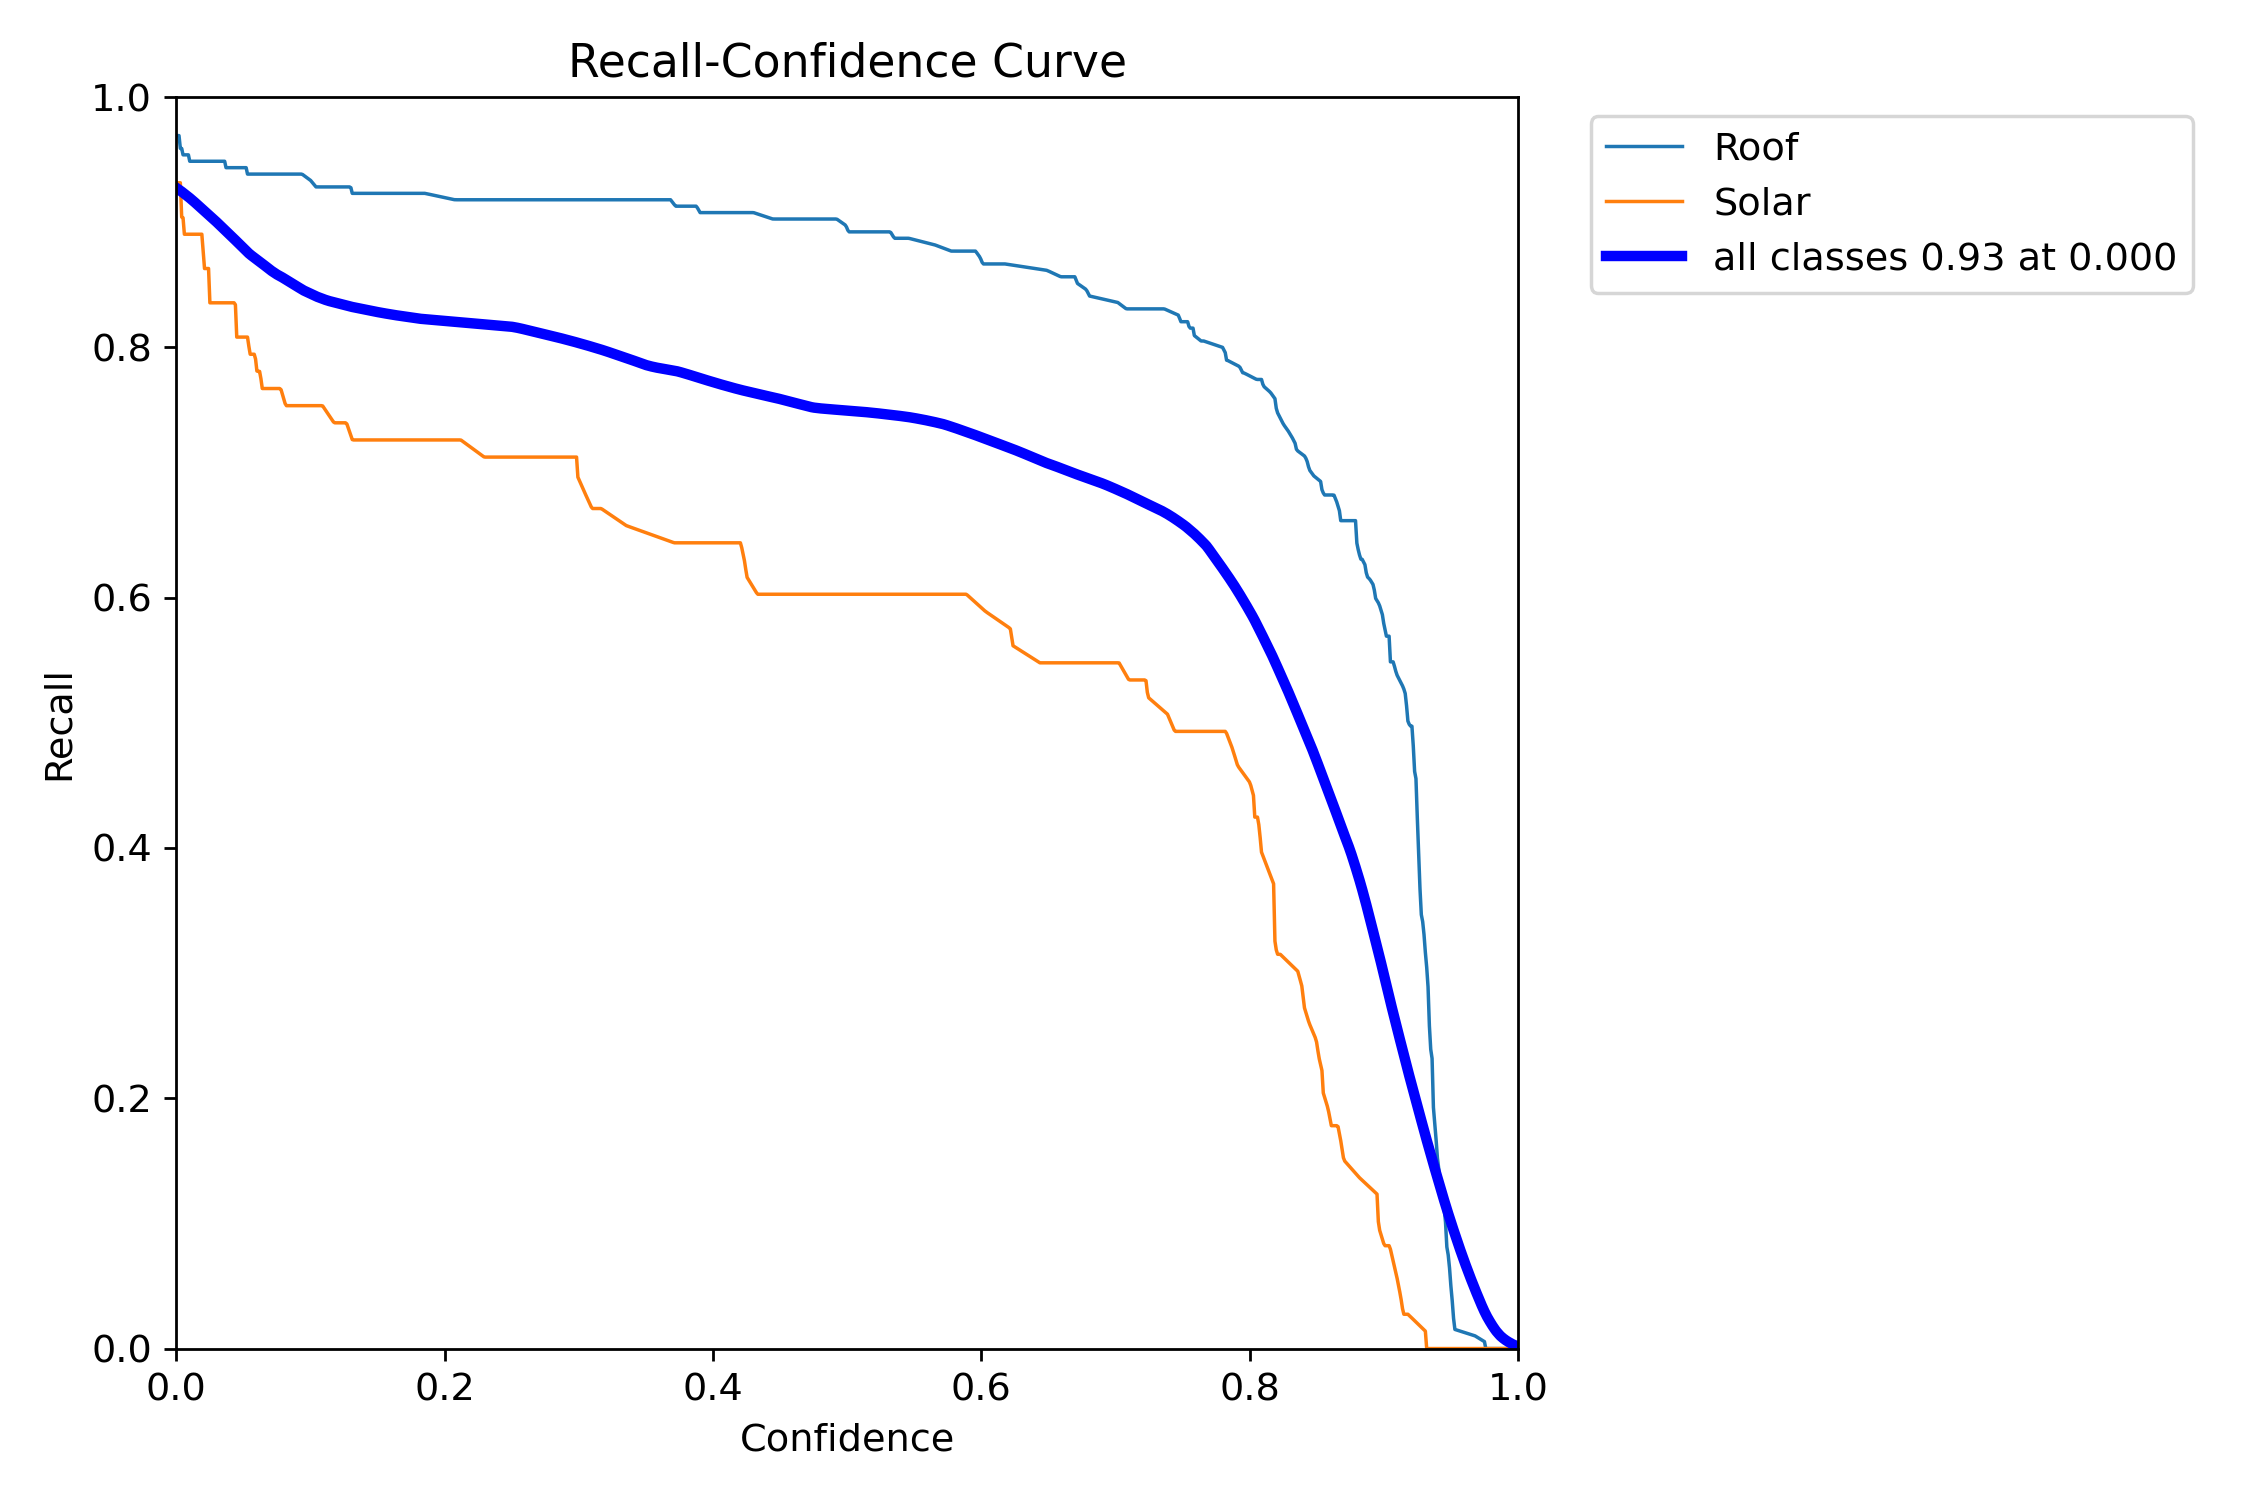 Recall-Confidence Curve
1.0
0.8
0.6
0.4
0.2
0.0
Recall
0.0 0.2 0.4 0.6 0.8 1.0
Confidence
Roof
Solar
all classes 0.93 at 0.000